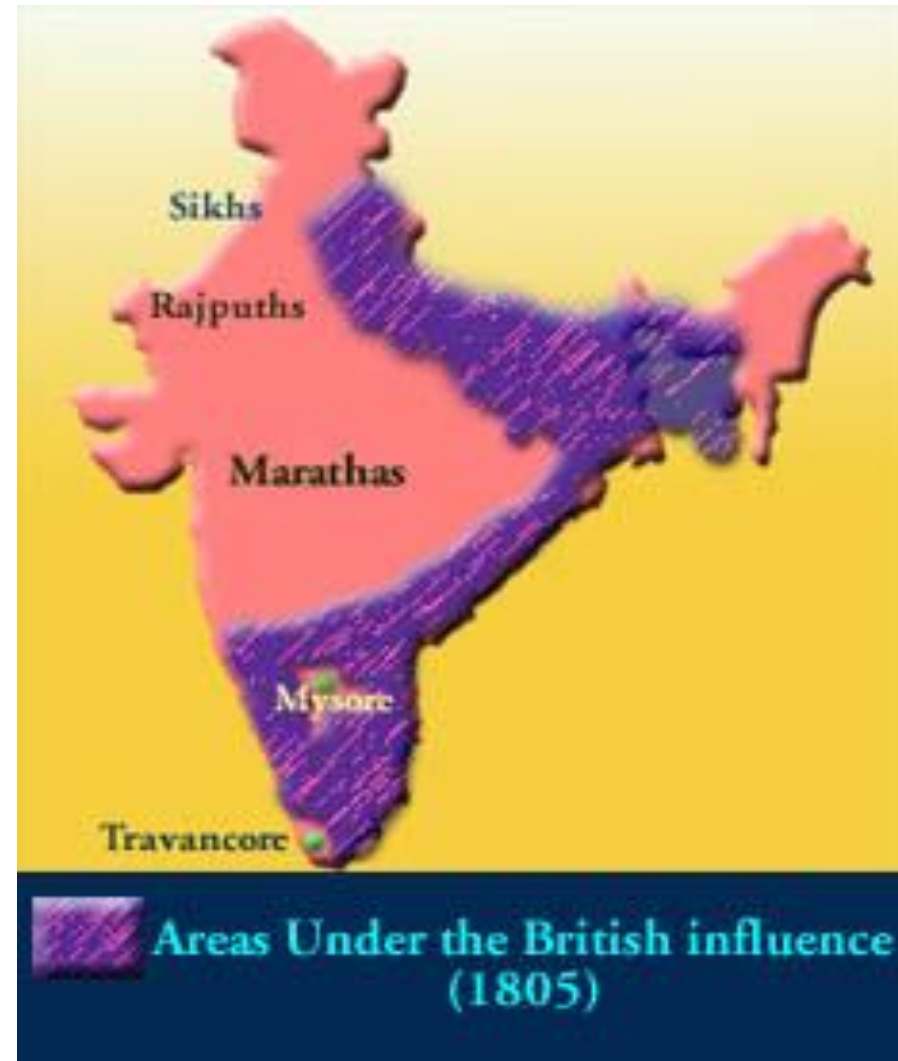 Sikhs
Rajpuths
Marathas
Mysore
Travancore
Areas Under the British influence
(1805)